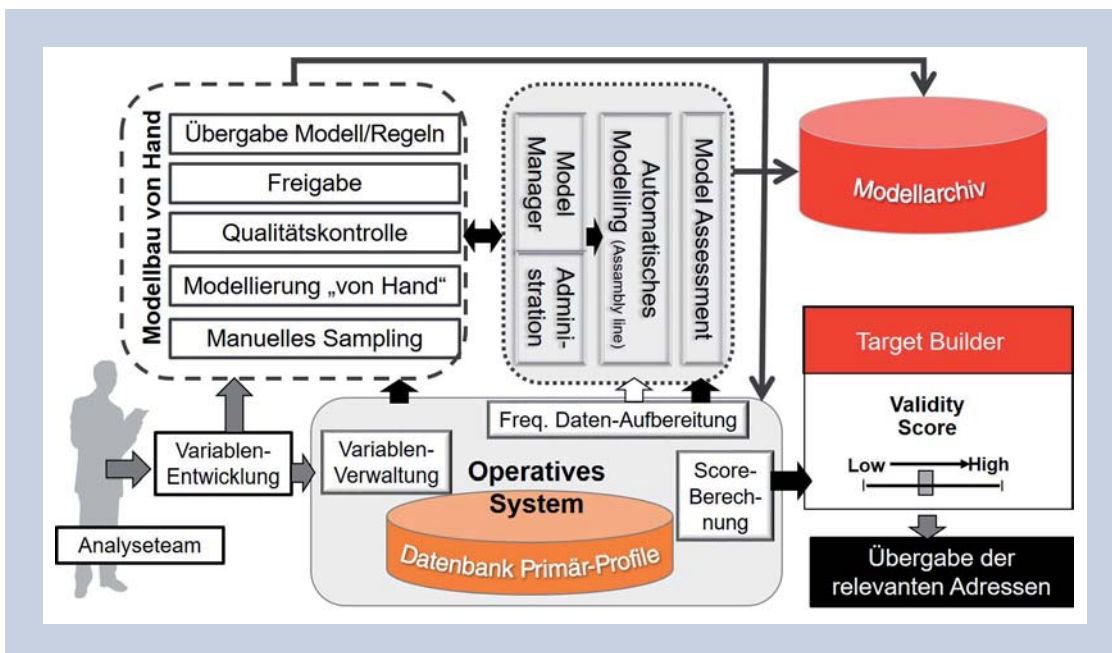 Modellbau von Hand
Übergabe Modell/Regeln
Freigabe
Qualitätskontrolle
Modellierung „von Hand“
Manuelles Sampling
Model
Manager
Admini-
stration
Automatisches
Modelling (Assambly line)
Model Assessment
Modellarchiv
Target Builder
Validity
Score
Low High
Übergabe der
relevanten Adressen
Freq. Daten-Aufbereitung
Variablen-
Entwicklung
Variablen-
Verwaltung
Operatives
System
Score-
Berech-
nung
Datenbank Primär-Profile
Analyseteam